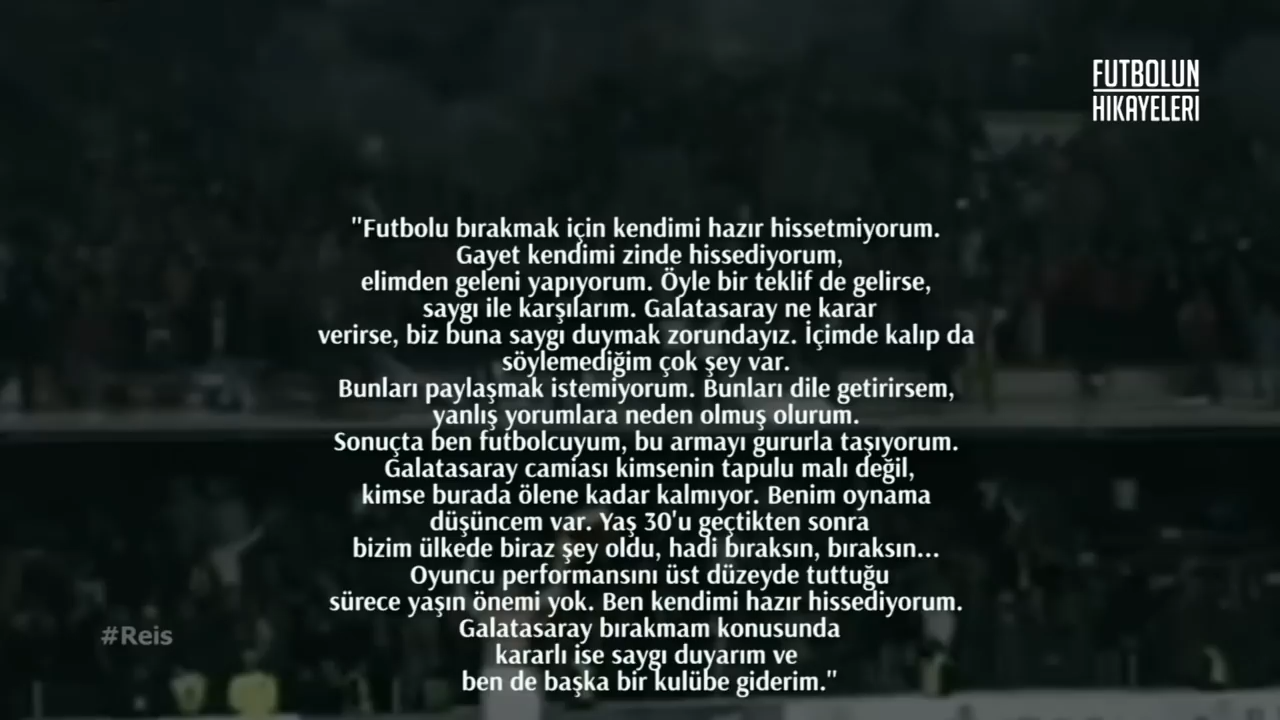 FUTBOLUN
HIKAYELERİ
"Futbolu bırakmak için kendimi hazır hissetmiyorum.
Gayet kendimi zinde hissediyorum,
elimden geleni yapıyorum. Öyle bir teklif de gelirse,
saygı ile karşılarım. Galatasaray ne karar
verirse, biz buna saygı duymak zorundayız. İçimde kalıp da
söylemediğim çok şey var.
Bunları paylaşmak istemiyorum. Bunları dile getirirsem,
yanlış yorumlara neden olmuş olurum.
Sonuçta ben futbolcuyum, bu armayı gururla taşıyorum.
Galatasaray camiası kimsenin tapulu malı değil,
kimse burada ölene kadar kalmıyor. Benim oynama
düşüncem var. Yaş 30'u geçtikten sonra
bizim ülkede biraz şey oldu, hadi bıraksın, bıraksın...
Oyuncu performansını üst düzeyde tuttuğu
sürece yaşın önemi yok. Ben kendimi hazır hissediyorum.
Galatasaray bırakmam konusunda
kararlı ise saygı duyarım ve
ben de başka bir kulübe giderim."
#Reis